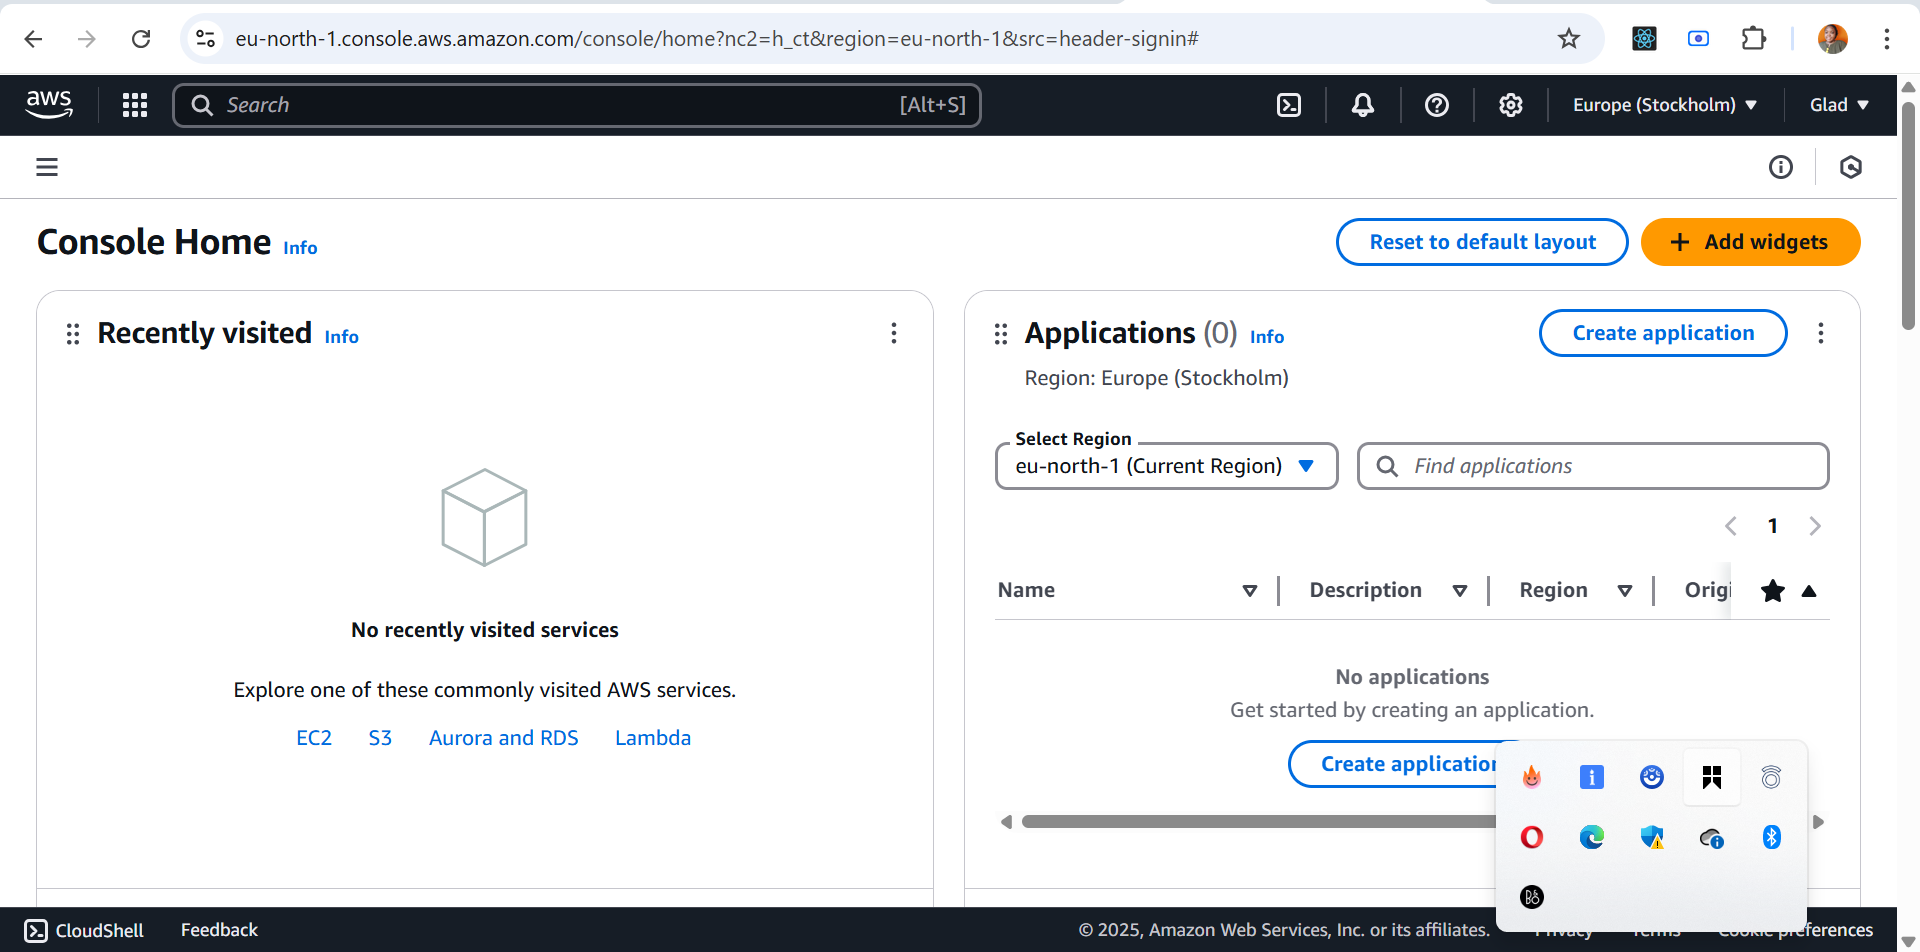 eu-north-1.console.aws.amazon.com/console/home?nc2=h_ct&region=eu-north-1&src=header-signin#
aws
Search
[Alt+S]
Europe (Stockholm)
Glad
Console Home
Info
Reset to default layout
+ Add widgets
Recently visited
Info
No recently visited services
Explore one of these commonly visited AWS services.
EC2
S3
Aurora and RDS
Lambda
Applications (0)
Info
Create application
Region: Europe (Stockholm)
Select Region
eu-north-1 (Current Region)
Find applications
1
Name
Description
Region
Origi
No applications
Get started by creating an application.
Create application
CloudShell
Feedback
© 2025, Amazon Web Services, Inc. or its affiliates.
Privacy
Terms
Cookie preferences